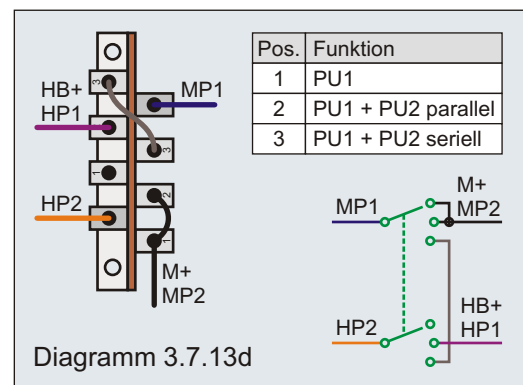 Pos. Funktion
1 PU1
2 PU1 + PU2 parallel
3 PU1 + PU2 seriell
3
HB+
HP1
MP1
3
1
2
HP2
1
M+
MP2
MP1
M+
MP2
HP2
HB+
HP1
Diagramm 3.7.13d